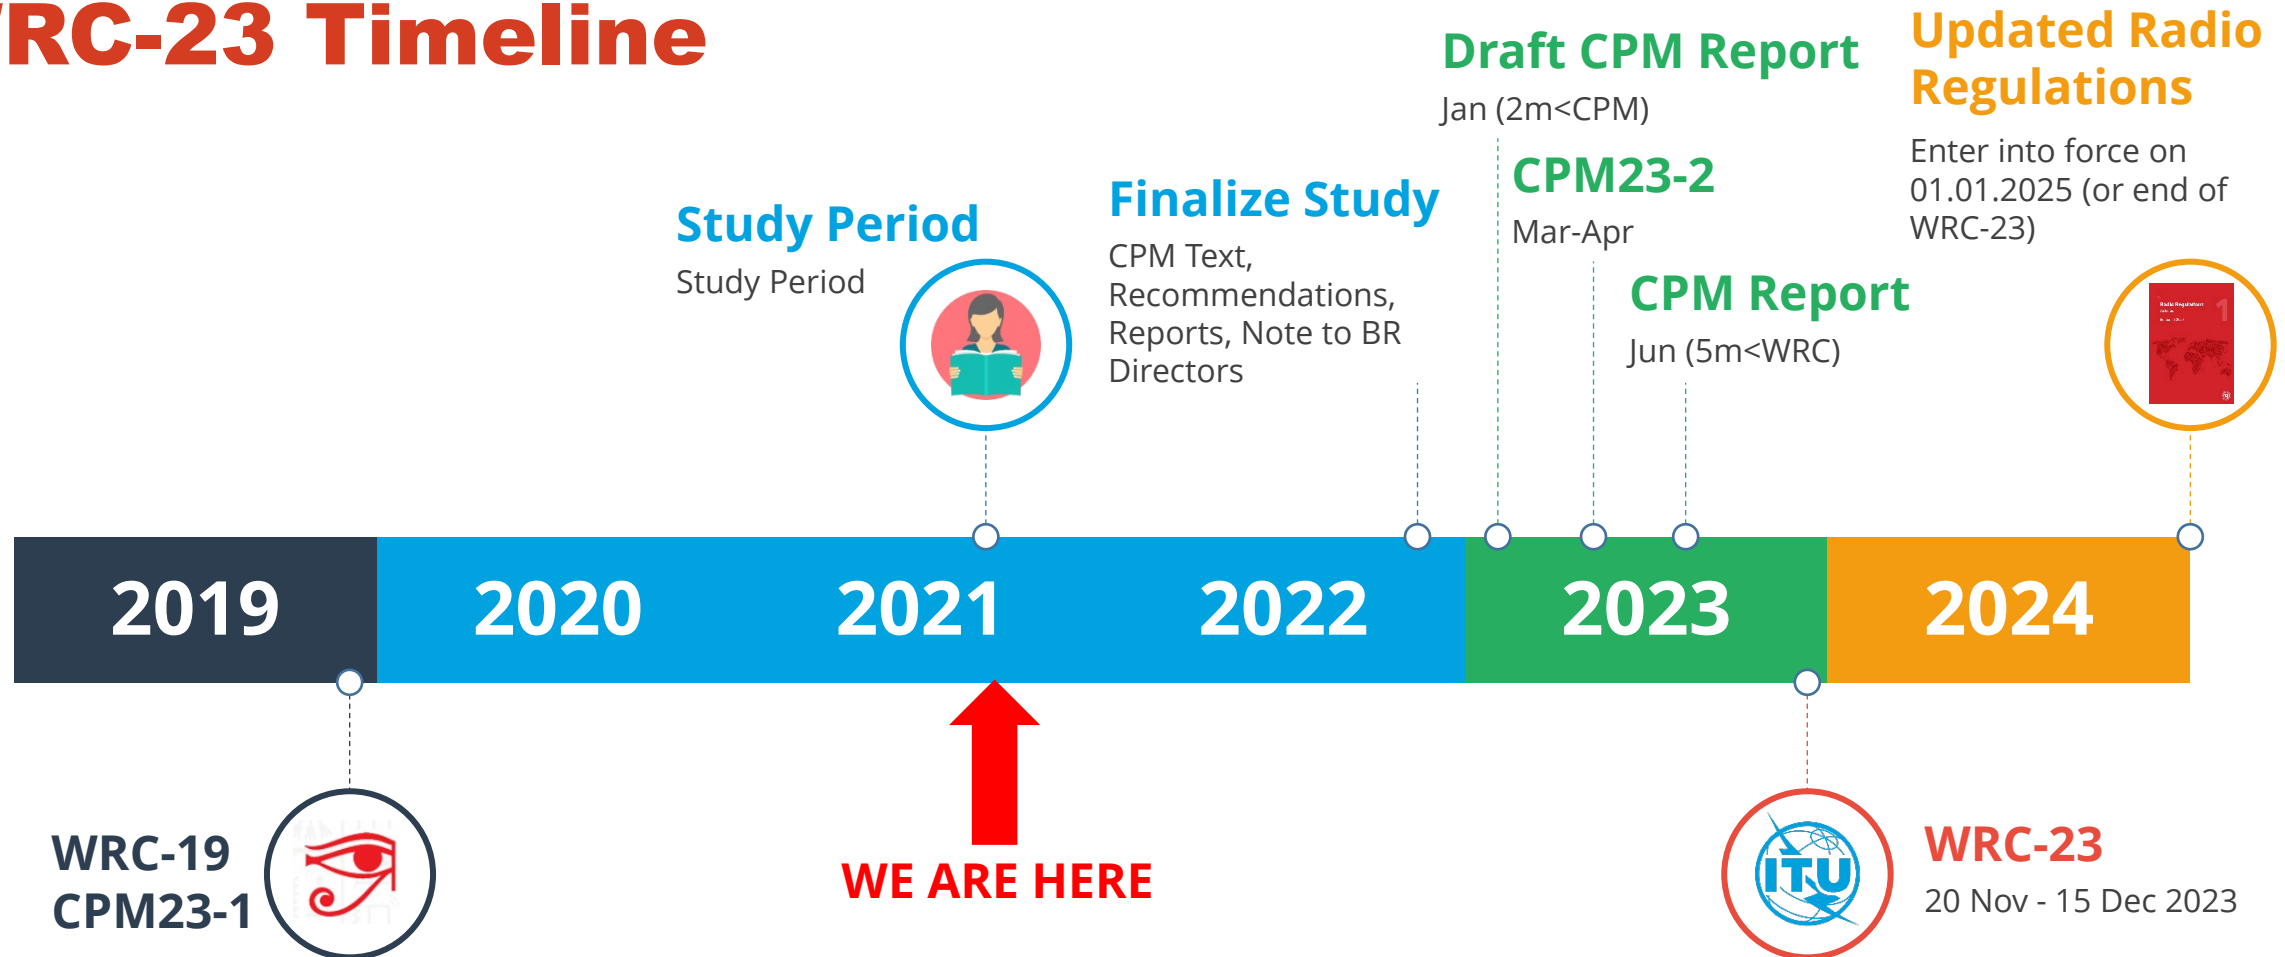 RC-23 Timeline
Draft CPM Report
Jan (2m<CPM)
Updated Radio
Regulations
Enter into force on
01.01.2025 (or end of
WRC-23)
CPM23-2
Mar-Apr
Finalize Study
CPM Text,
Recommendations,
Reports, Note to BR
Directors
Study Period
Study Period
CPM Report
Jun (5m<WRC)
Radio Regulations
1
2019
2020
2021
2022
2023
2024
WE ARE HERE
WRC-19
CPM23-1
ITU
WRC-23
20 Nov - 15 Dec 2023